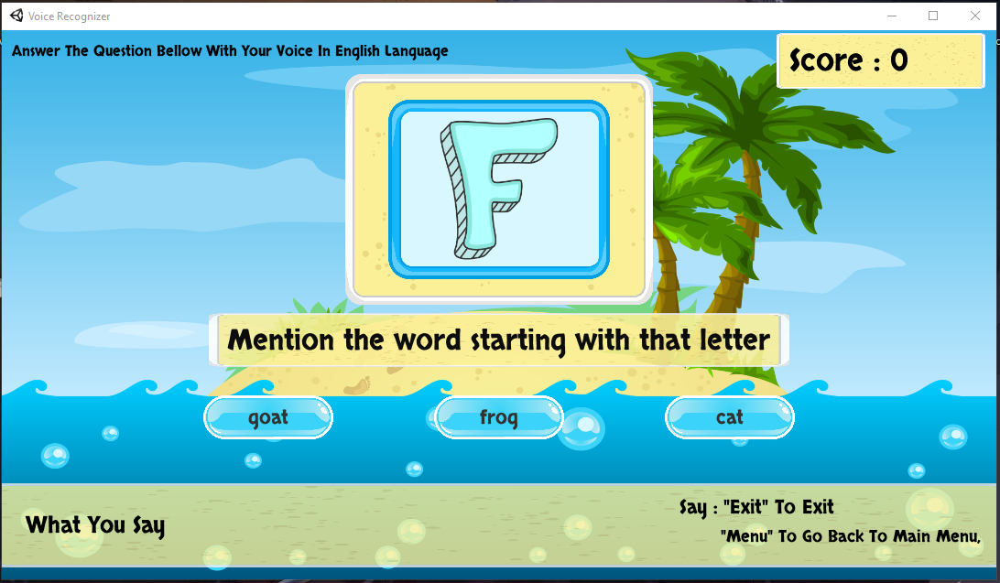 Voice Recognizer
Answer The Question Bellow With Your Voice In English Language
Score : 0
F
Mention the word starting with that letter
goat
frog
cat
What You Say
Say : "Exit" To Exit
"Menu" To Go Back To Main Menu,